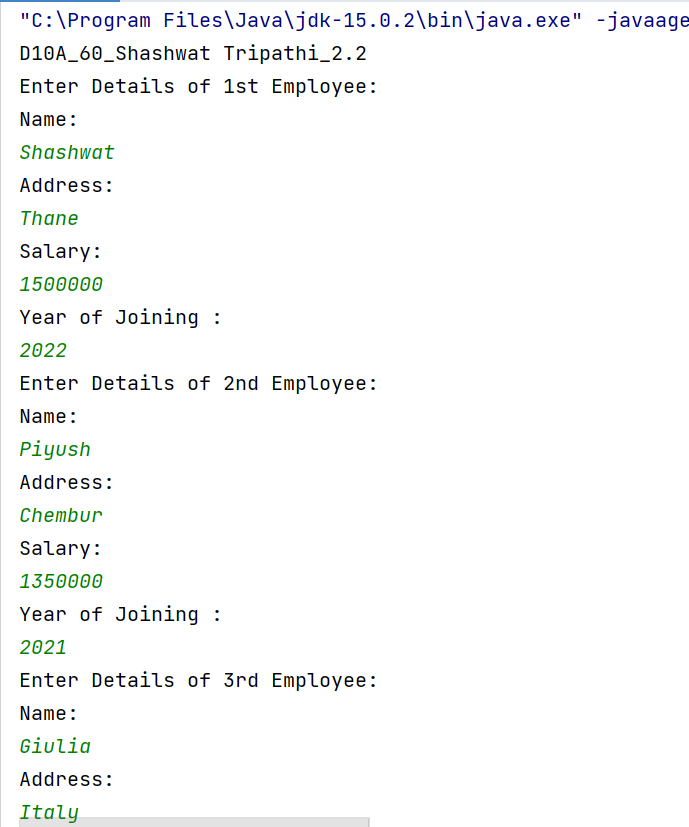 "C:\Program Files\Java\jdk-15.0.2\bin\java.exe" -javaage
D10A_60_Shashwat Tripathi_2.2
Enter Details of 1st Employee:
Name:
Shashwat
Address:
Thane
Salary:
1500000
Year of Joining :
2022
Enter Details of 2nd Employee:
Name:
Piyush
Address:
Chembur
Salary:
1350000
Year of Joining :
2021
Enter Details of 3rd Employee:
Name:
Giulia
Address:
Italy